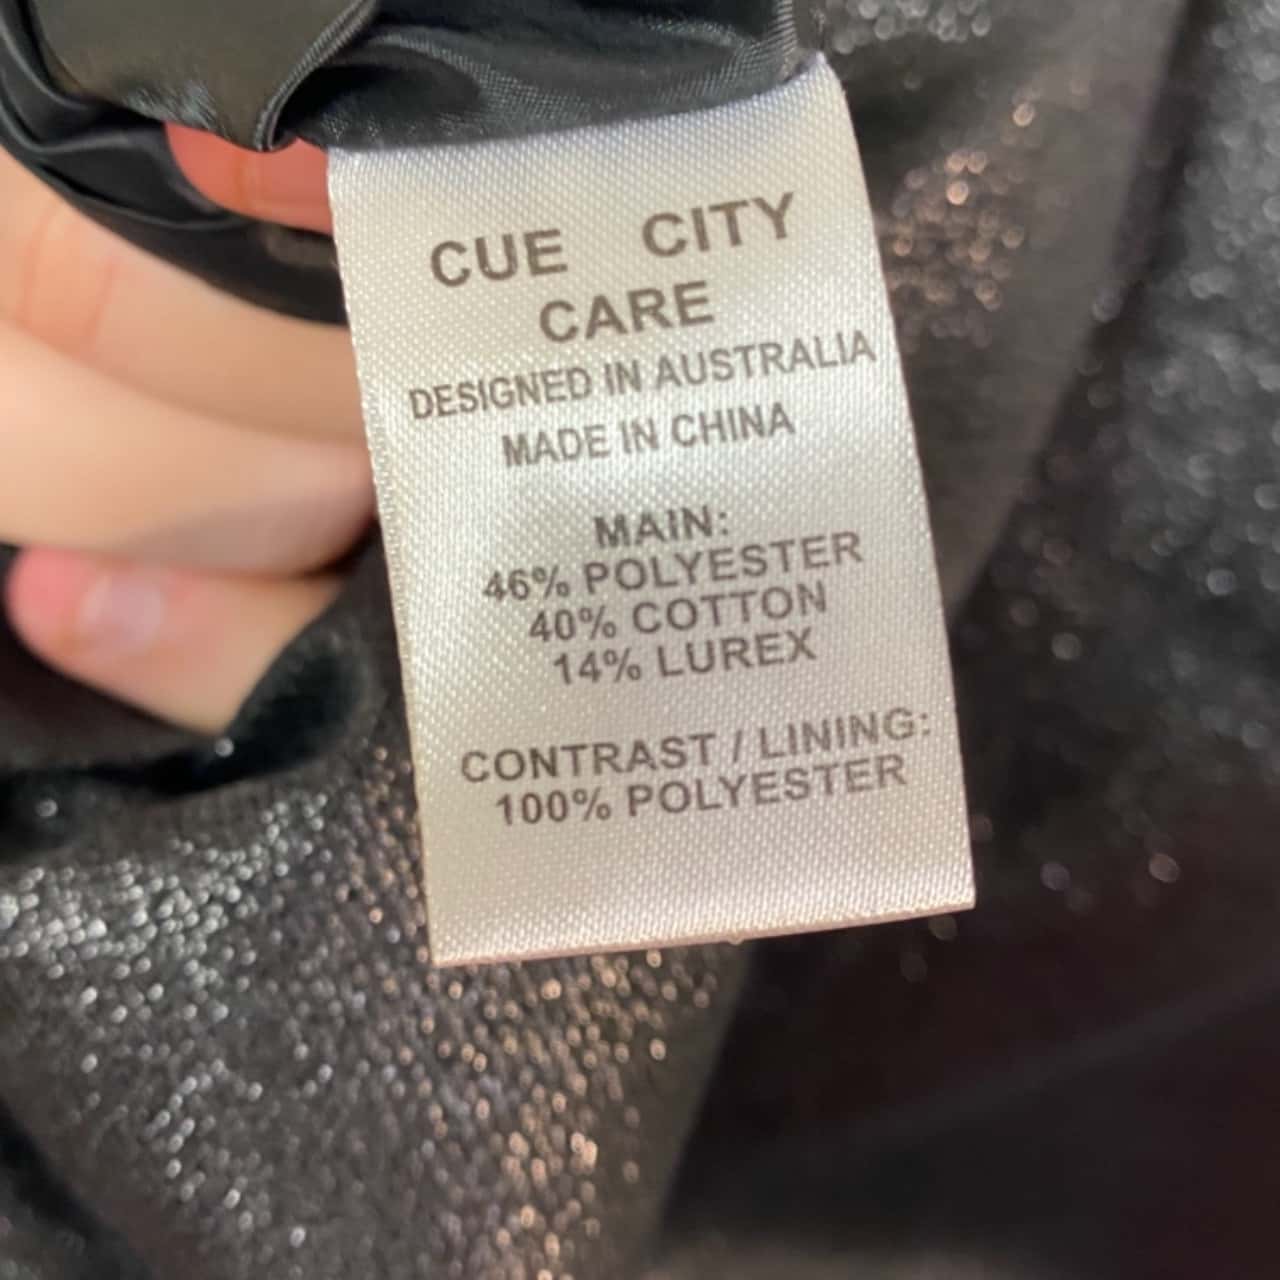 CUE CITY
CARE
DESIGNED IN AUSTRALIA
MADE IN CHINA
MAIN:
46% POLYESTER
40% COTTON
14% LUREX
CONTRAST / LINING:
100% POLYESTER